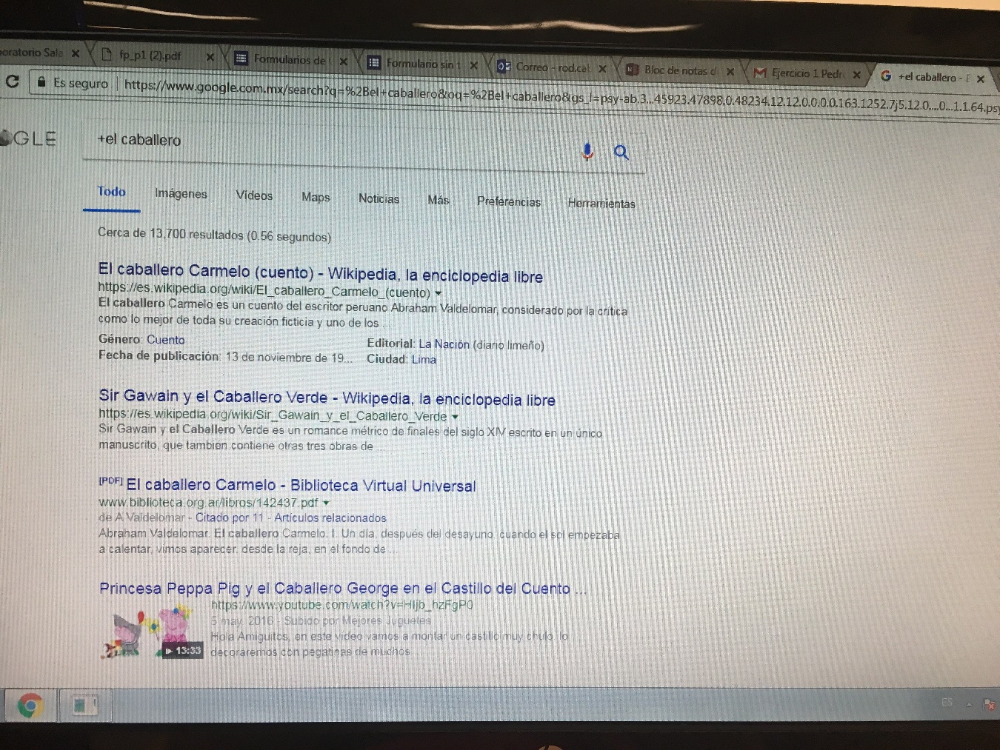 oratorio Sala
fp_p1 (2).pdf
Formularios de
Formulario sin t
Correo - rod.cat
Bloc de notas d
Ejercicio 1 Pedr
+el caballero -
Es seguro
https://www.google.com.mx/search?q=%2Bel+caballero&oq=%2Bel+caballero&gs_l=psy-ab.3...45923.47898.0.48234.12.12.0.0.0.0.163.1252.7j5.12.0....0...1.1.64.psy
OGLE
+el caballero
Todo
Imágenes
Vídeos
Maps
Noticias
Más
Preferencias
Herramientas
Cerca de 13,700 resultados (0.56 segundos)
El caballero Carmelo (cuento) - Wikipedia, la enciclopedia libre
https://es.wikipedia.org/wiki/El_caballero_Carmelo_(cuento)
El caballero Carmelo es un cuento del escritor peruano Abraham Valdelomar, considerado por la crítica
como lo mejor de toda su creación ficticia y uno de los ...
Género: Cuento
Editorial: La Nación (diario limeño)
Fecha de publicación: 13 de noviembre de 19...
Ciudad: Lima
Sir Gawain y el Caballero Verde - Wikipedia, la enciclopedia libre
https://es.wikipedia.org/wiki/Sir_Gawain_y_el_Caballero_Verde
Sir Gawain y el Caballero Verde es un romance métrico de finales del siglo XIV escrito en un único
manuscrito, que también contiene otras tres obras de ...
[PDF] El caballero Carmelo - Biblioteca Virtual Universal
www.biblioteca.org.ar/libros/142437.pdf
de A Valdelomar - Citado por 11 - Artículos relacionados
Abraham Valdelomar. El caballero Carmelo. I. Un día, después del desayuno, cuando el sol empezaba
a calentar, vimos aparecer, desde la reja, en el fondo de ...
Princesa Peppa Pig y el Caballero George en el Castillo del Cuento ...
https://www.youtube.com/watch?v=HIjb_hzFgP0
5 may. 2016 - Subido por Mejores Juguetes
Hola Amiguitos, en este video vamos a montar un castillo muy chulo, lo
decoraremos con pegatinas de muchos ...
13:33
ES